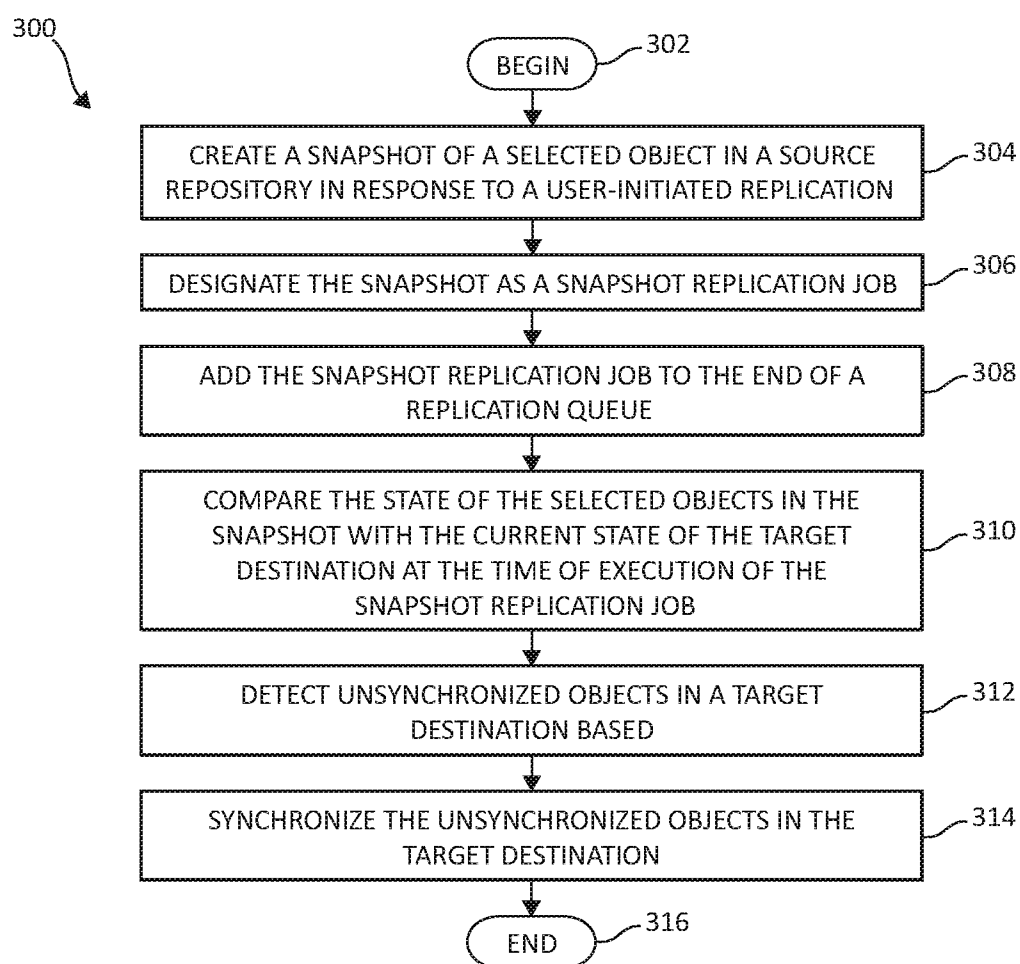 300
BEGIN
302
CREATE A SNAPSHOT OF A SELECTED OBJECT IN A SOURCE
REPOSITORY IN RESPONSE TO A USER-INITIATED REPLICATION
304
DESIGNATE THE SNAPSHOT AS A SNAPSHOT REPLICATION JOB
306
ADD THE SNAPSHOT REPLICATION JOB TO THE END OF A
REPLICATION QUEUE
308
COMPARE THE STATE OF THE SELECTED OBJECTS IN THE
SNAPSHOT WITH THE CURRENT STATE OF THE TARGET
DESTINATION AT THE TIME OF EXECUTION OF THE
SNAPSHOT REPLICATION JOB
310
DETECT UNSYNCHRONIZED OBJECTS IN A TARGET
DESTINATION BASED
312
SYNCHRONIZE THE UNSYNCHRONIZED OBJECTS IN THE
TARGET DESTINATION
314
END
316